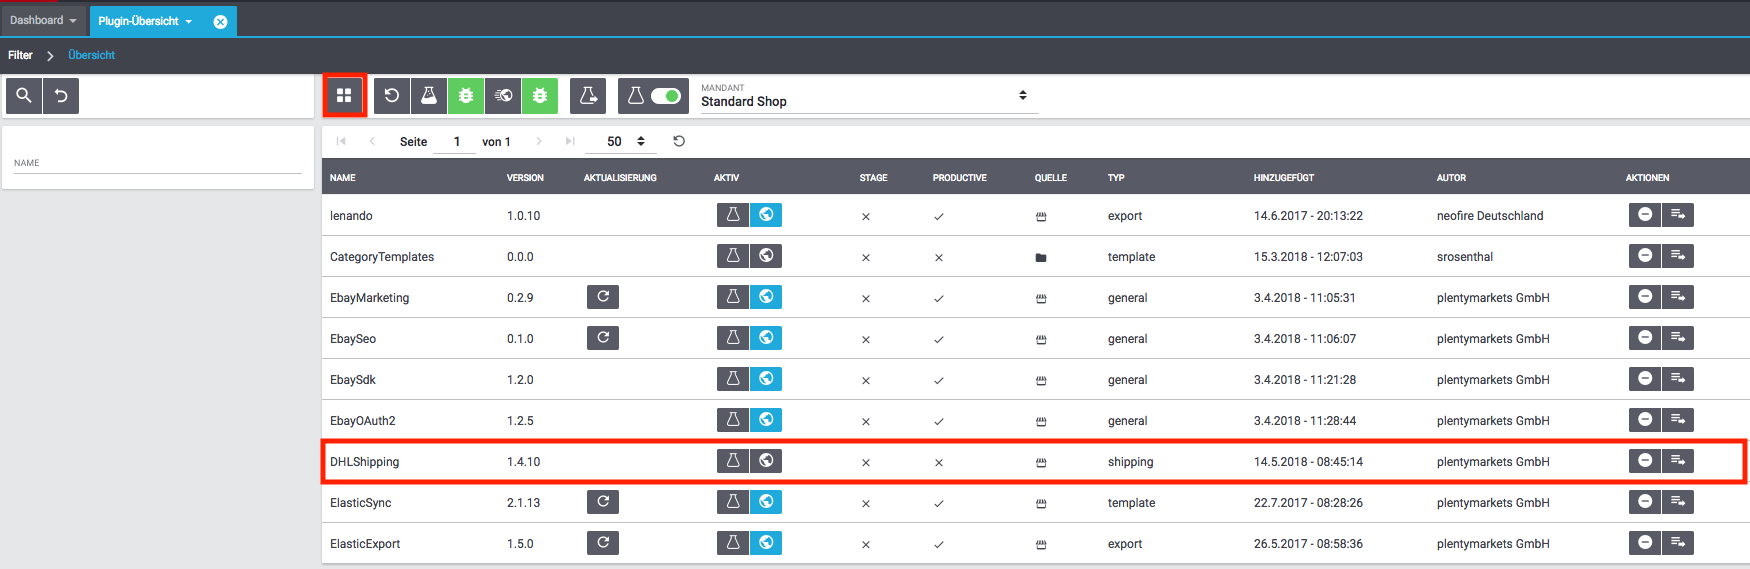 Dashboard
Plugin-Übersicht
Filter Übersicht
MANDANT
Standard Shop
Seite 1 von 1 50
NAME
NAME VERSION AKTUALISIERUNG AKTIV STAGE PRODUCTIVE QUELLE TYP HINZUGEFÜGT AUTOR AKTIONEN
lenando 1.0.10 export 14.6.2017 - 20:13:22 neofire Deutschland
CategoryTemplates 0.0.0 template 15.3.2018 - 12:07:03 srosenthal
EbayMarketing 0.2.9 general 3.4.2018 - 11:05:31 plentymarkets GmbH
EbaySeo 0.1.0 general 3.4.2018 - 11:06:07 plentymarkets GmbH
EbaySdk 1.2.0 general 3.4.2018 - 11:21:28 plentymarkets GmbH
EbayOAuth2 1.2.5 general 3.4.2018 - 11:28:44 plentymarkets GmbH
DHLShipping 1.4.10 shipping 14.5.2018 - 08:45:14 plentymarkets GmbH
ElasticSync 2.1.13 template 22.7.2017 - 08:28:26 plentymarkets GmbH
ElasticExport 1.5.0 export 26.5.2017 - 08:58:36 plentymarkets GmbH